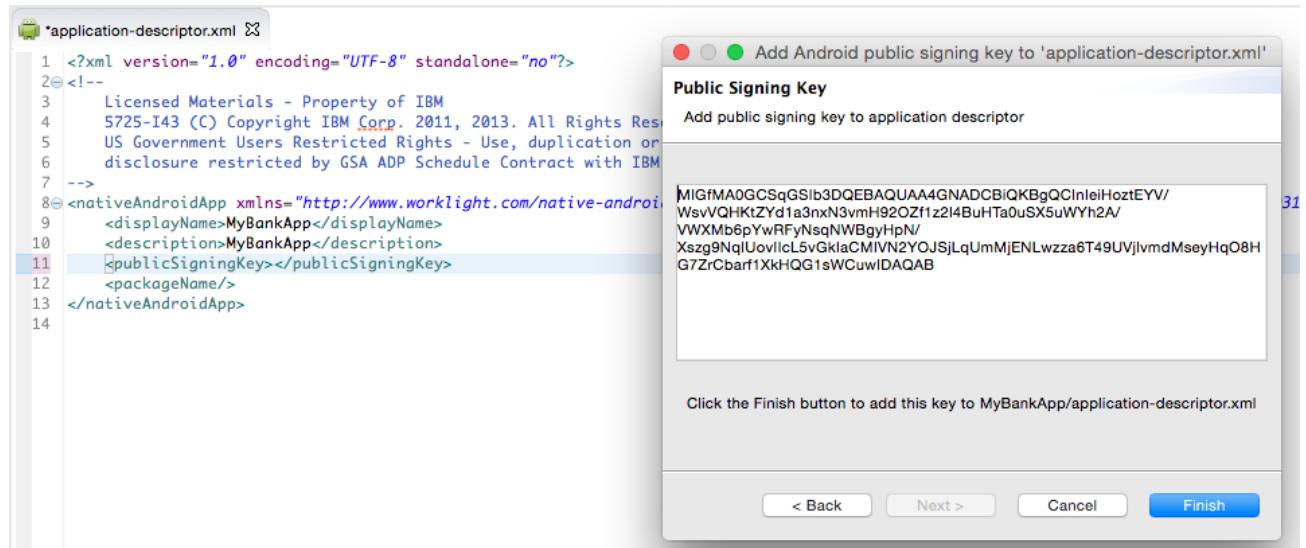 *application-descriptor.xml
1 <?xml version="1.0" encoding="UTF-8" standalone="no"?>
2 <!--
3 Licensed Materials - Property of IBM
4 5725-I43 (C) Copyright IBM Corp. 2011, 2013. All Rights Res
5 US Government Users Restricted Rights - Use, duplication or
6 disclosure restricted by GSA ADP Schedule Contract with IBM
7 -->
8 <nativeAndroidApp xmlns="http://www.worklight.com/native-androi
31
9 <displayName>MyBankApp</displayName>
10 <description>MyBankApp</description>
11 <publicSigningKey></publicSigningKey>
12 <packageName/>
13 </nativeAndroidApp>
14
Add Android public signing key to 'application-descriptor.xml'
Public Signing Key
Add public signing key to application descriptor
MIGfMA0GCSqGSIb3DQEBAQUAA4GNADCBiQKBgQCInIeiHoztEYV/
WsvVQHKtZYd1a3nxN3vmH92OZf1z2I4BuHTa0uSX5uWYh2A/
VWXMb6pYwRFyNsqNWBgyHpN/
Xszg9NqIUovIIcL5vGkIaCMIVN2YOJSjLqUmMjENLwzza6T49UVjIvmdMseyHqO8H
G7ZrCbarf1XkHQG1sWCuwIDAQAB
Click the Finish button to add this key to MyBankApp/application-descriptor.xml
< Back
Next >
Cancel
Finish